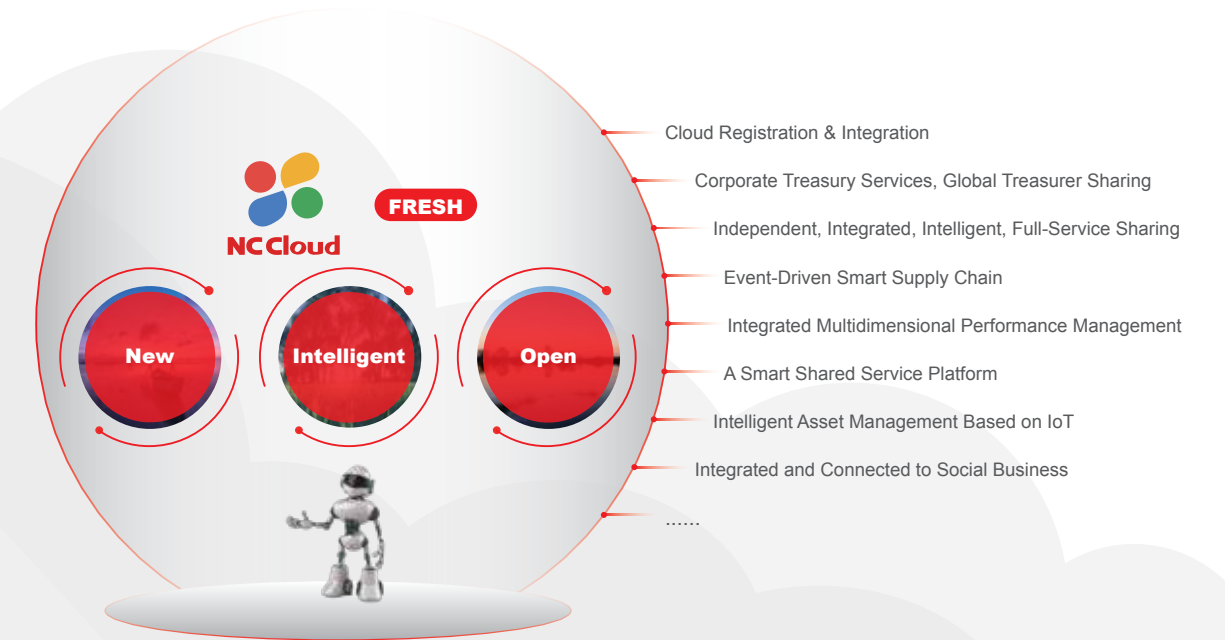 NCCloud
FRESH
New
Intelligent
Open
Cloud Registration & Integration
Corporate Treasury Services, Global Treasurer Sharing
Independent, Integrated, Intelligent, Full-Service Sharing
Event-Driven Smart Supply Chain
Integrated Multidimensional Performance Management
A Smart Shared Service Platform
Intelligent Asset Management Based on IoT
Integrated and Connected to Social Business
......